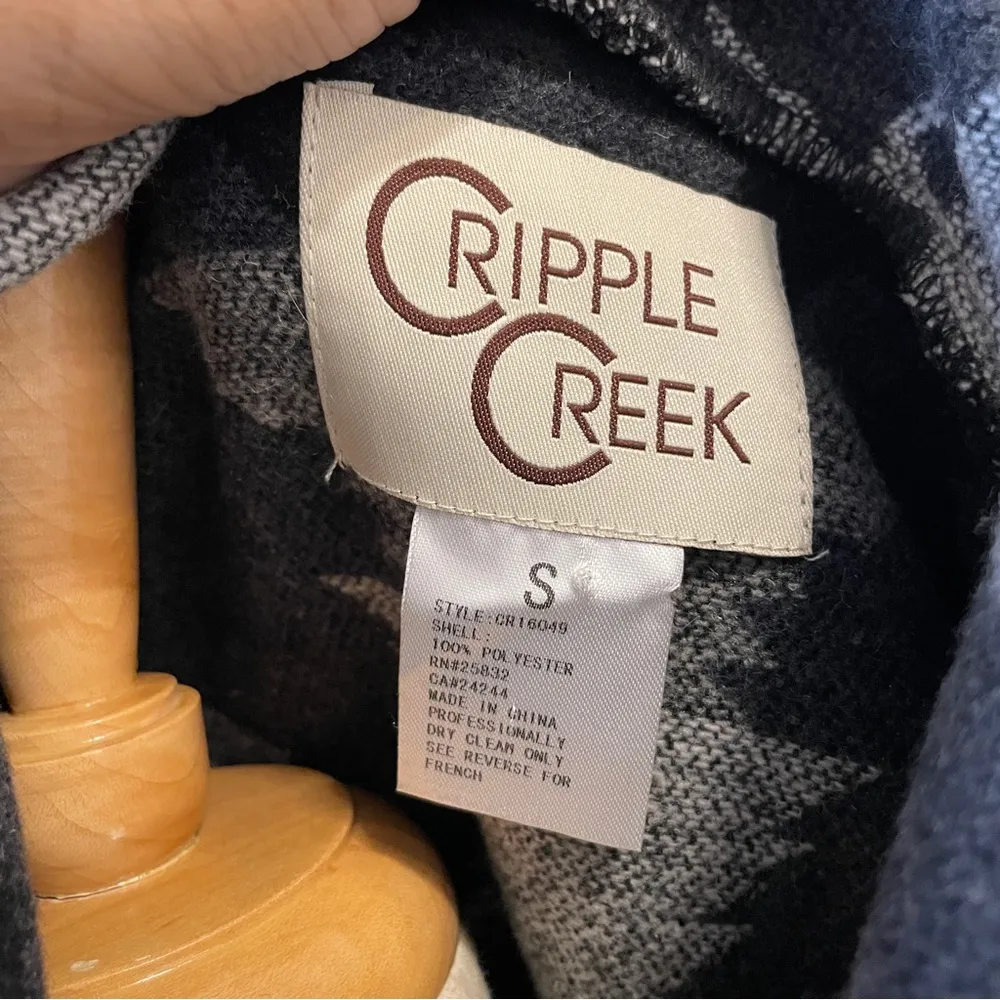 CRIPPLE
CREEK
S
STYLE:CR16049
SHELL:
100% POLYESTER
RN#25832
CA#24244
MADE IN CHINA
PROFESSIONALLY
DRY CLEAN ONLY
SEE REVERSE FOR
FRENCH